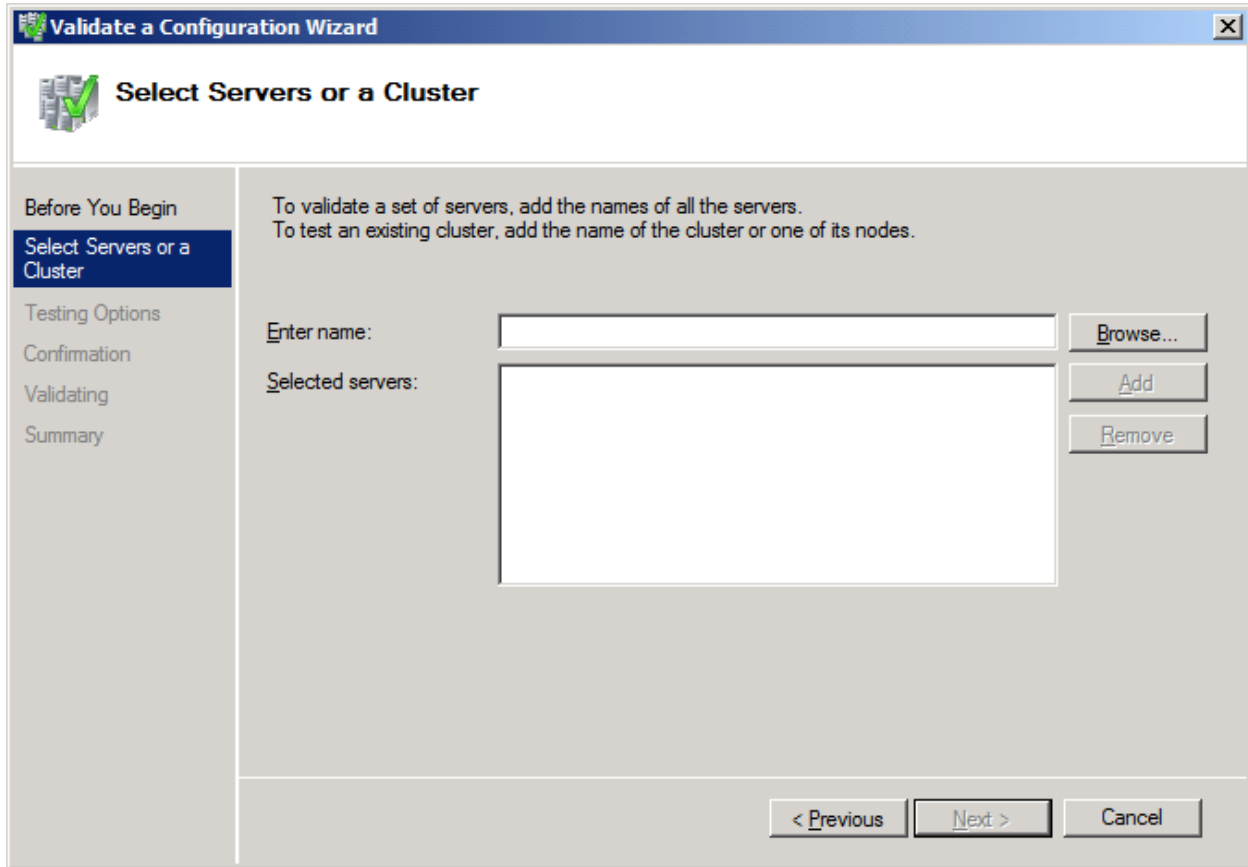 Validate a Configuration Wizard
Select Servers or a Cluster
Before You Begin
Select Servers or a
Cluster
Testing Options
Confirmation
Validating
Summary
To validate a set of servers, add the names of all the servers.
To test an existing cluster, add the name of the cluster or one of its nodes.
Enter name:
Browse...
Selected servers:
Add
Remove
< Previous
Next >
Cancel